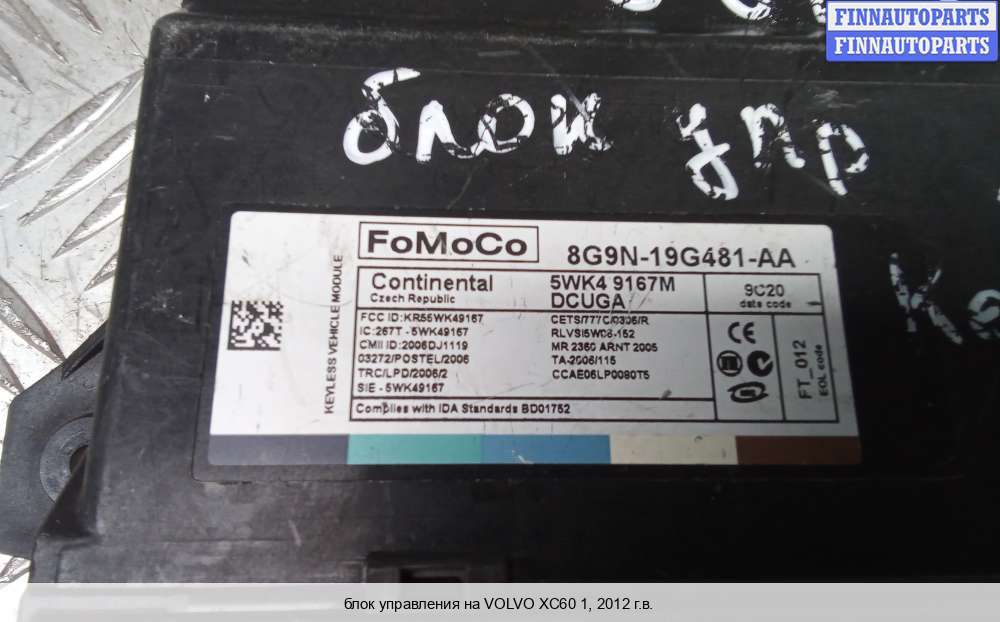 FINNAUTOPARTS
FINNAUTOPARTS
блок упр
KEYLESS VEHICLE MODULE
FoMoCo
8G9N-19G481-AA
Continental
Czech Republic
5WK4 9167M
DCUGA
9C20
date code
FCC ID:KR55WK49167
IC:267T - 5WK49167
CMII ID:2006DJ1119
03272/POSTEL/2006
TRC/LPD/2006/2
SIE - 5WK49167
CETS/777C/0306/R
RLVSI5W06-152
MR 2360 ARNT 2005
TA-2006/115
CCAE06LP0080T5
CE
FT_012
EOL code
Complies with IDA Standards BD01752
блок управления на VOLVO XC60 1, 2012 г.в.